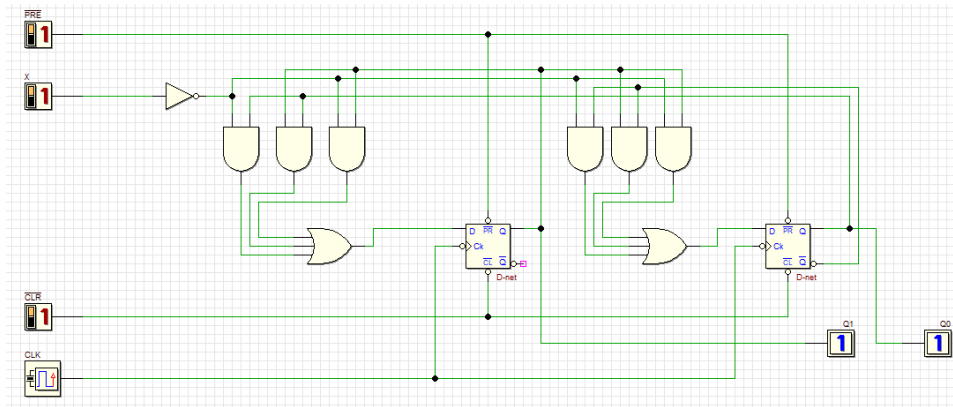 PRE
1
X
1
D PR Q
Ck
CL Q
D-net
D PR Q
Ck
CL Q
D-net
CLR
1
Q1
1
Q0
1
CLK